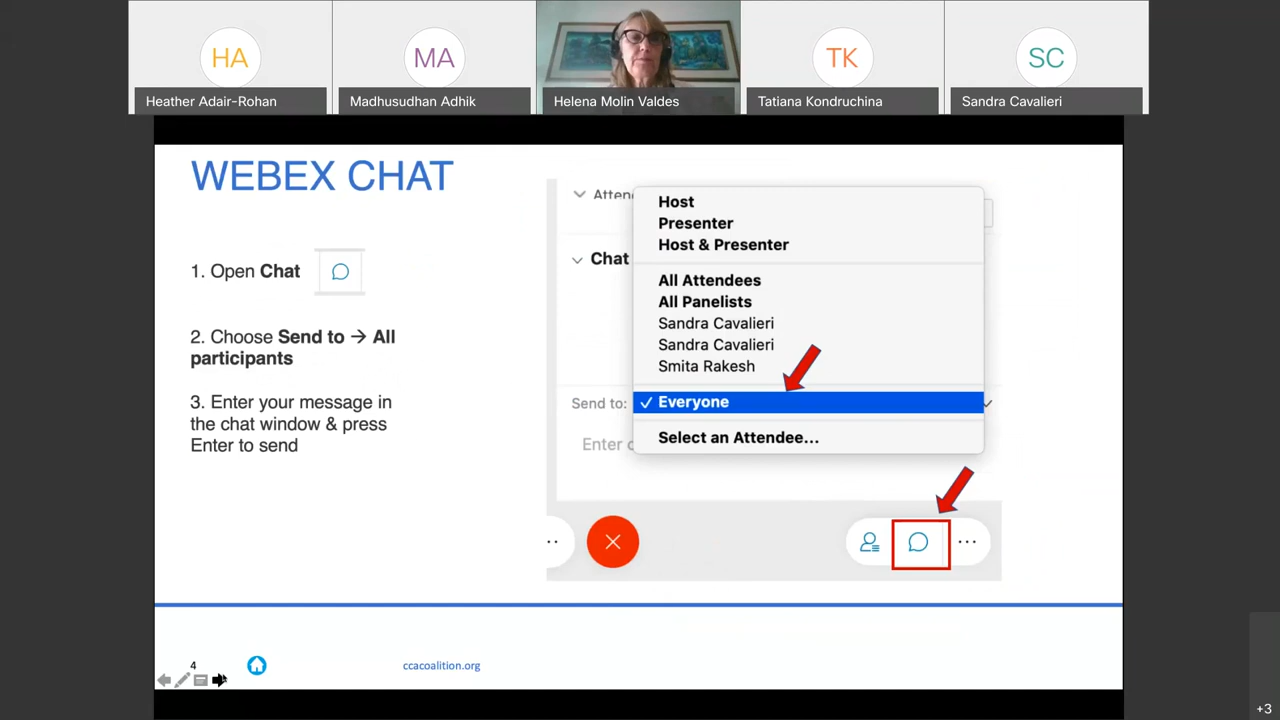 HA
MA
TK
SC
Heather Adair-Rohan
Madhusudhan Adhik
Helena Molin Valdes
Tatiana Kondruchina
Sandra Cavalieri
WEBEX CHAT
1. Open Chat
2. Choose Send to → All
participants
3. Enter your message in
the chat window & press
Enter to send
Atten
Chat
Host
Presenter
Host & Presenter
All Attendees
All Panelists
Sandra Cavalieri
Sandra Cavalieri
Smita Rakesh
Send to:
✓ Everyone
Enter c
Select an Attendee...
4
ccacoalition.org
+3